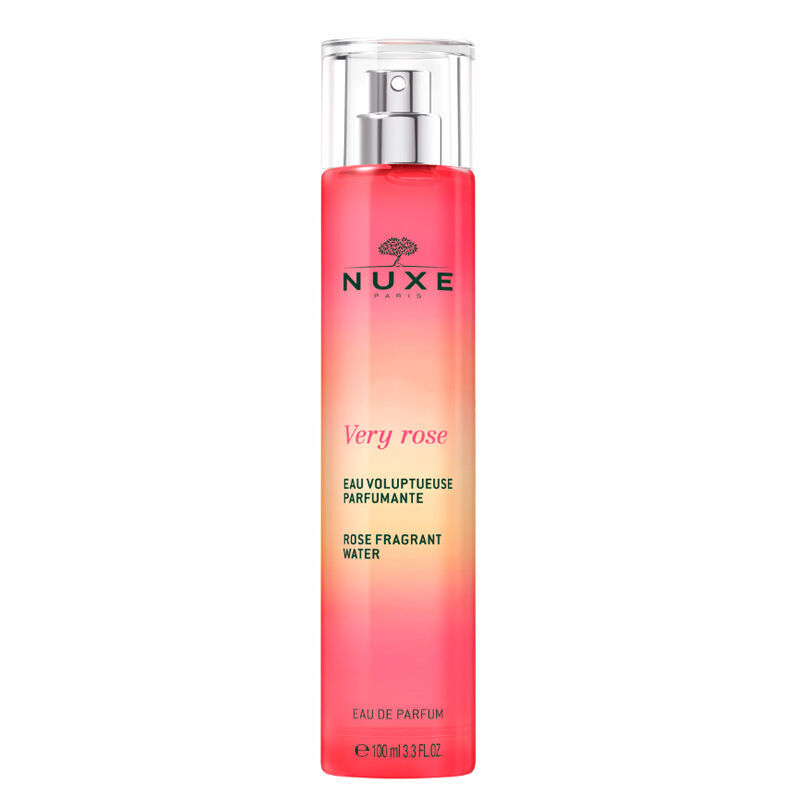 NUXE
PARIS
Very rose
EAU VOLUPTUEUSE
PARFUMANTE
ROSE FRAGRANT
WATER
EAU DE PARFUM
℮ 100 ml 3.3 FL.OZ.